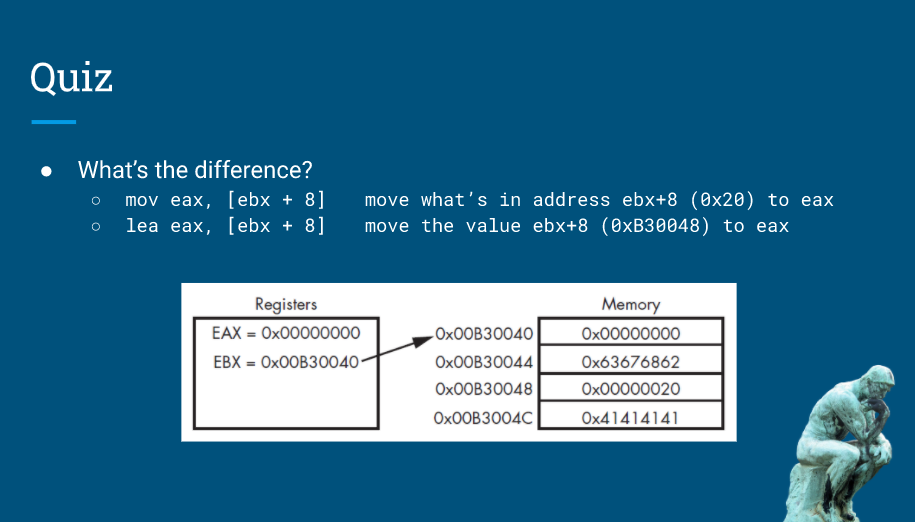 Quiz
● What’s the difference?
○ mov eax, [ebx + 8] move what’s in address ebx+8 (0x20) to eax
○ lea eax, [ebx + 8] move the value ebx+8 (0xB30048) to eax
Registers Memory
EAX = 0x00000000 0x00B30040 0x00000000
EBX = 0x00B30040 0x00B30044 0x63676862
0x00B30048 0x00000020
0x00B3004C 0x41414141